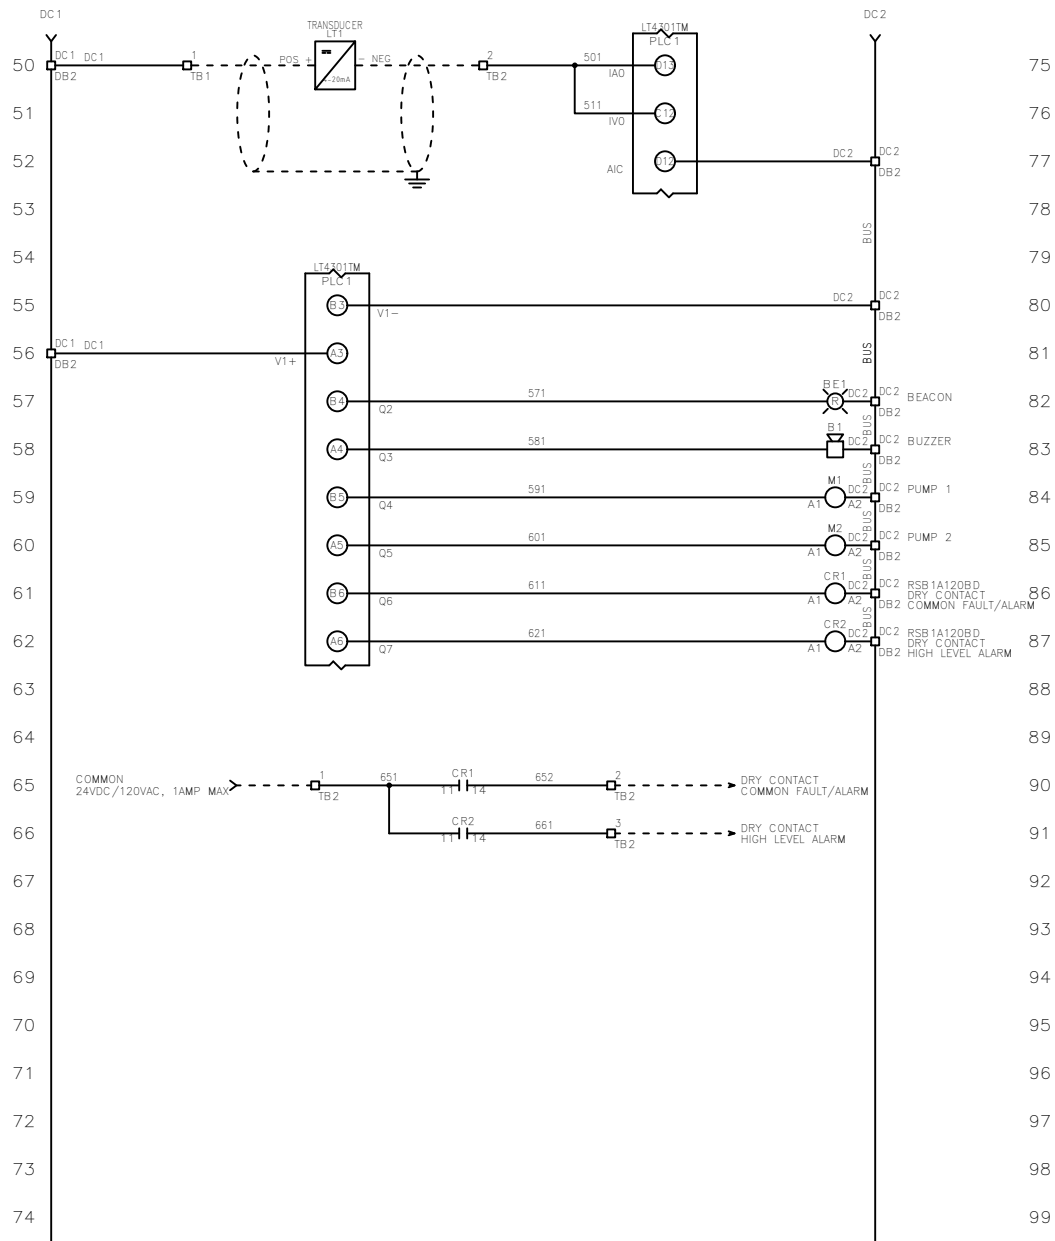 DC1
DC2
TRANSDUCER
LT1
LT4301TM
PLC1
50
DC1 DC1
DB2
1
TB1
POS +
4-20mA
- NEG
2
TB2
501
IAO
D13
75
51
511
IVO
C12
76
52
AIC
D12
DC2
DC2
DB2
77
53
78
BUS
54
79
LT4301TM
PLC1
55
B3
V1-
DC2
DC2
DB2
80
56
DC1 DC1
DB2
V1+
A3
BUS
81
57
B4
Q2
571
BE1
R
DC2
DC2
DB2
BEACON
82
BUS
58
A4
Q3
581
B1
DC2
DC2
DB2
BUZZER
83
BUS
59
B5
Q4
591
M1
A1
A2
DC2
DC2
DB2
PUMP 1
84
BUS
60
A5
Q5
601
M2
A1
A2
DC2
DC2
DB2
PUMP 2
85
BUS
61
B6
Q6
611
CR1
A1
A2
DC2
DC2
DB2
RSB1A120BD
DRY CONTACT
COMMON FAULT/ALARM
86
BUS
62
A6
Q7
621
CR2
A1
A2
DC2
DC2
DB2
RSB1A120BD
DRY CONTACT
HIGH LEVEL ALARM
87
63
88
64
89
65
COMMON
24VDC/120VAC, 1AMP MAX
1
TB2
651
CR1
11
14
652
2
TB2
DRY CONTACT
COMMON FAULT/ALARM
90
66
CR2
11
14
661
3
TB2
DRY CONTACT
HIGH LEVEL ALARM
91
67
92
68
93
69
94
70
95
71
96
72
97
73
98
74
99